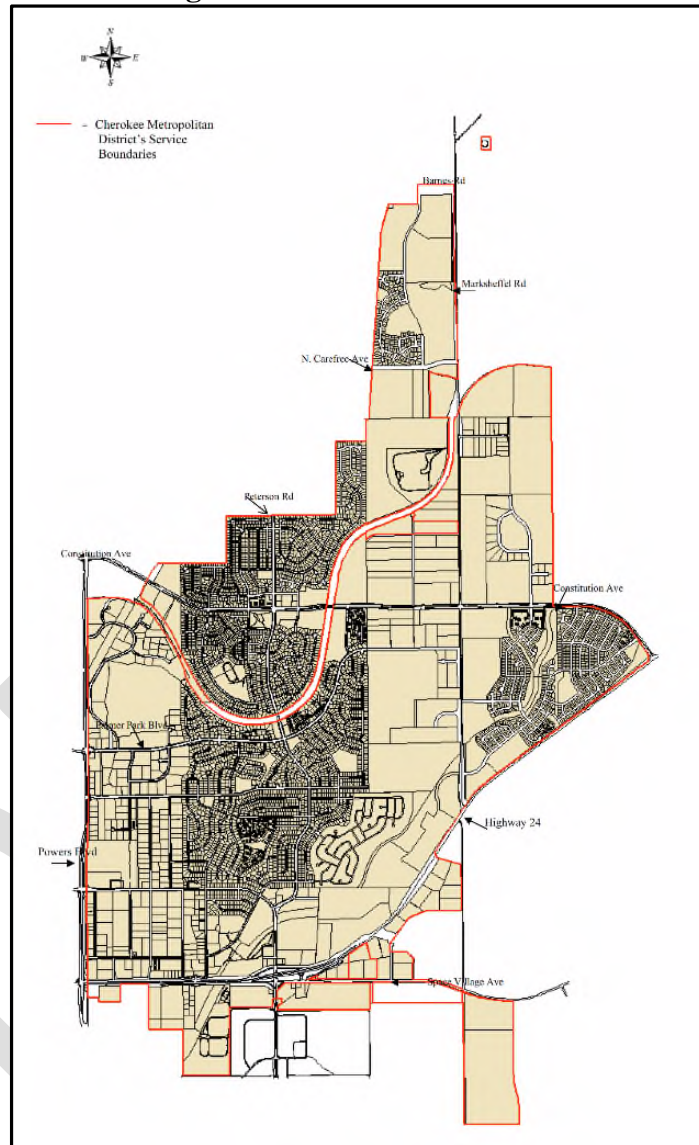 N
W E
S
= Cherokee Metropolitan
District's Service
Boundaries
Barnes Rd
Marksheffel Rd
N. Carefree Ave
Peterson Rd
Constitution Ave
Constitution Ave
Palmer Park Blvd
Highway 24
Powers Blvd
Space Village Ave